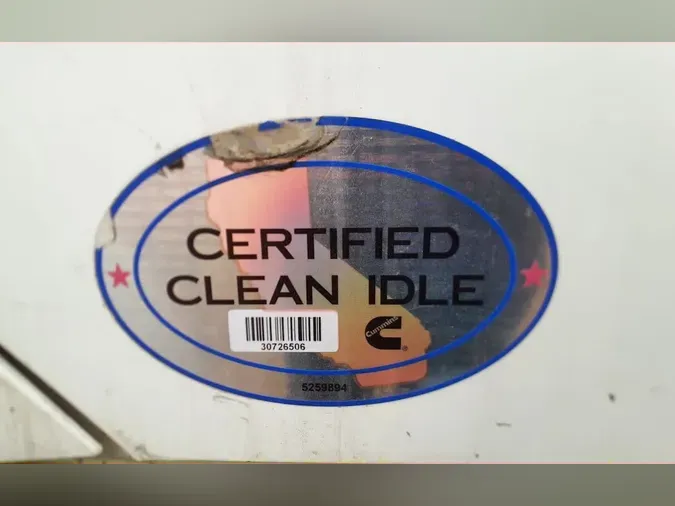 CERTIFIED
CLEAN IDLE
30726506
Cummins
®
5259894